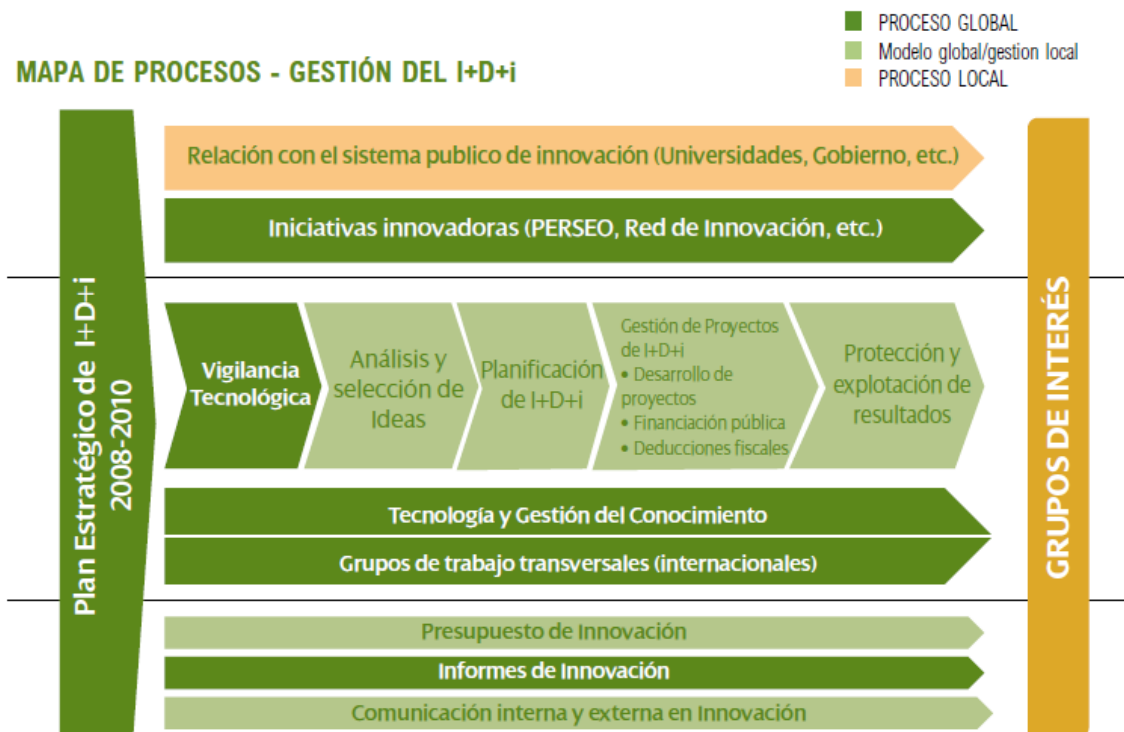 PROCESO GLOBAL
Modelo global/gestion local
PROCESO LOCAL
MAPA DE PROCESOS - GESTIÓN DEL I+D+i
Plan Estratégico de I+D+i
2008-2010
Relación con el sistema publico de innovación (Universidades, Gobierno, etc.)
Iniciativas innovadoras (PERSEO, Red de Innovación, etc.)
Vigilancia
Tecnológica
Análisis y
selección de
Ideas
Planificación
de I+D+i
Gestión de Proyectos
de I+D+i
• Desarrollo de
proyectos
• Financiación pública
• Deducciones fiscales
Protección y
explotación de
resultados
Tecnología y Gestión del Conocimiento
Grupos de trabajo transversales (internacionales)
Presupuesto de Innovación
Informes de Innovación
Comunicación interna y externa en Innovación
GRUPOS DE INTERÉS